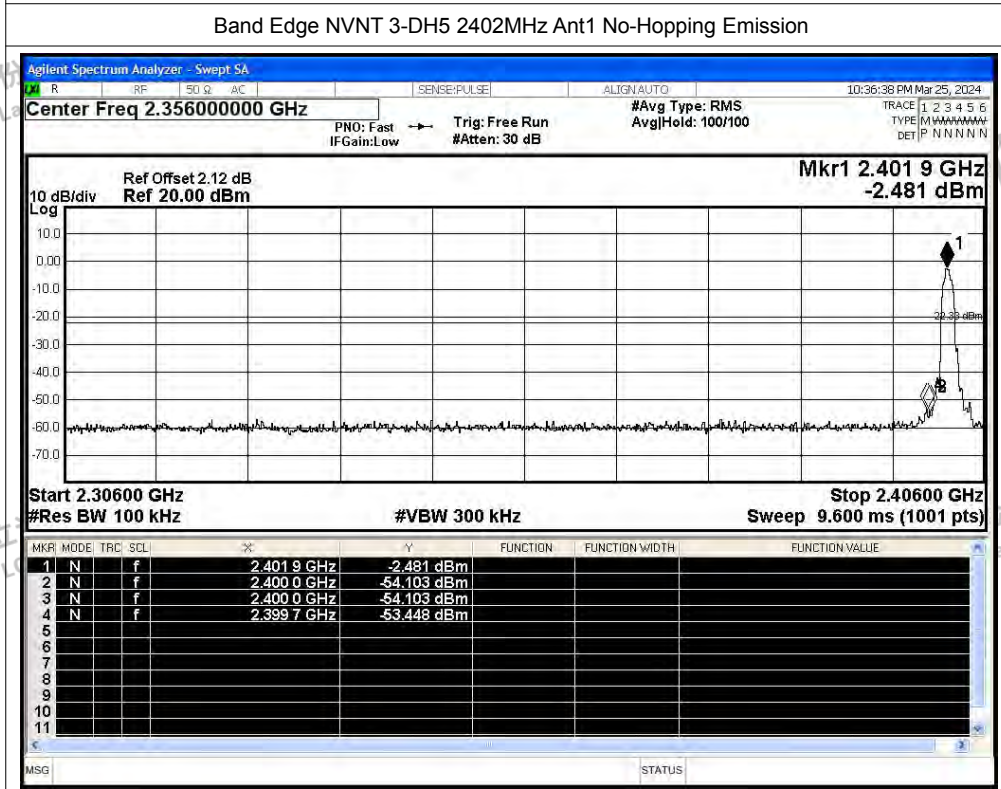 Band Edge NVNT 3-DH5 2402MHz Ant1 No-Hopping Emission
Agilent Spectrum Analyzer - Swept SA
R RF 50 Ω AC SENSE:PULSE ALIGNAUTO 10:36:38 PM Mar 25, 2024
Center Freq 2.356000000 GHz #Avg Type: RMS TRACE 1 2 3 4 5 6
PNO: Fast Trig: Free Run Avg|Hold: 100/100 TYPE M WWWWW
IFGain:Low #Atten: 30 dB DET P N N N N N
Mkr1 2.401 9 GHz
Ref Offset 2.12 dB
10 dB/div Ref 20.00 dBm -2.481 dBm
Log
10.0
1
0.00
-10.0
-20.0
-22.33 dBm
-30.0
-40.0
-50.0
-60.0
-70.0
Start 2.30600 GHz Stop 2.40600 GHz
#Res BW 100 kHz #VBW 300 kHz Sweep 9.600 ms (1001 pts)
MKR MODE TRC SCL X Y FUNCTION FUNCTION WIDTH FUNCTION VALUE
1 N f 2.401 9 GHz -2.481 dBm
2 N f 2.400 0 GHz -54.103 dBm
3 N f 2.400 0 GHz -54.103 dBm
4 N f 2.399 7 GHz -53.448 dBm
5
6
7
8
9
10
11
MSG STATUS